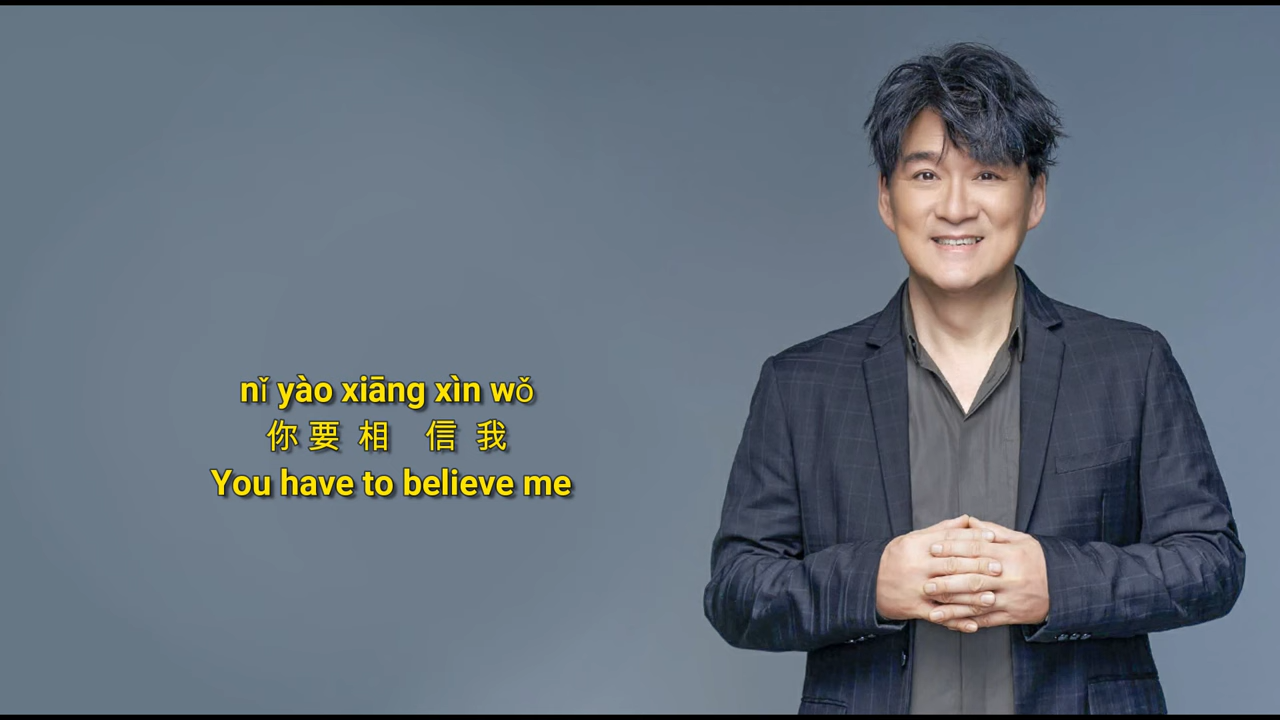 nǐ yào xiāng xìn wǒ
你 要 相 信 我
You have to believe me